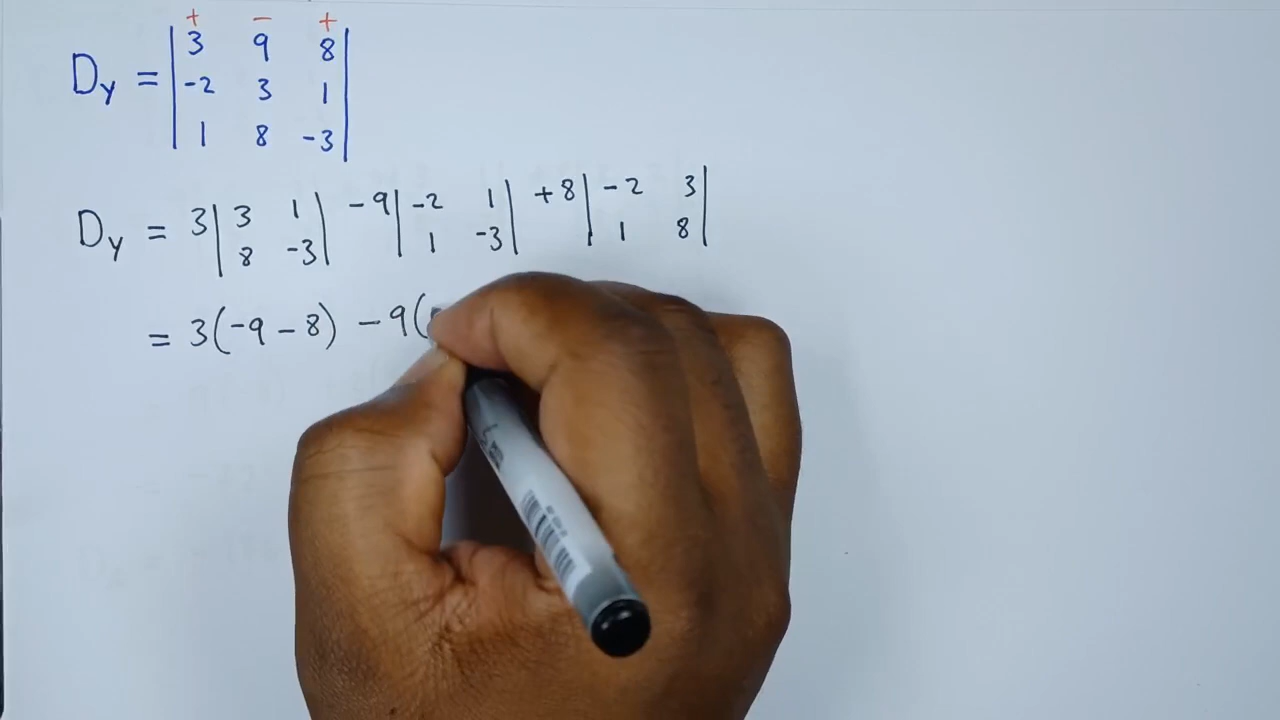 + − +
3 9 8
Dy = -2 3 1
1 8 -3
Dy = 3 | 3 1 | - 9 | -2 1 | + 8 | -2 3 |
8 -3 1 -3 1 8
= 3(-9 - 8) - 9(